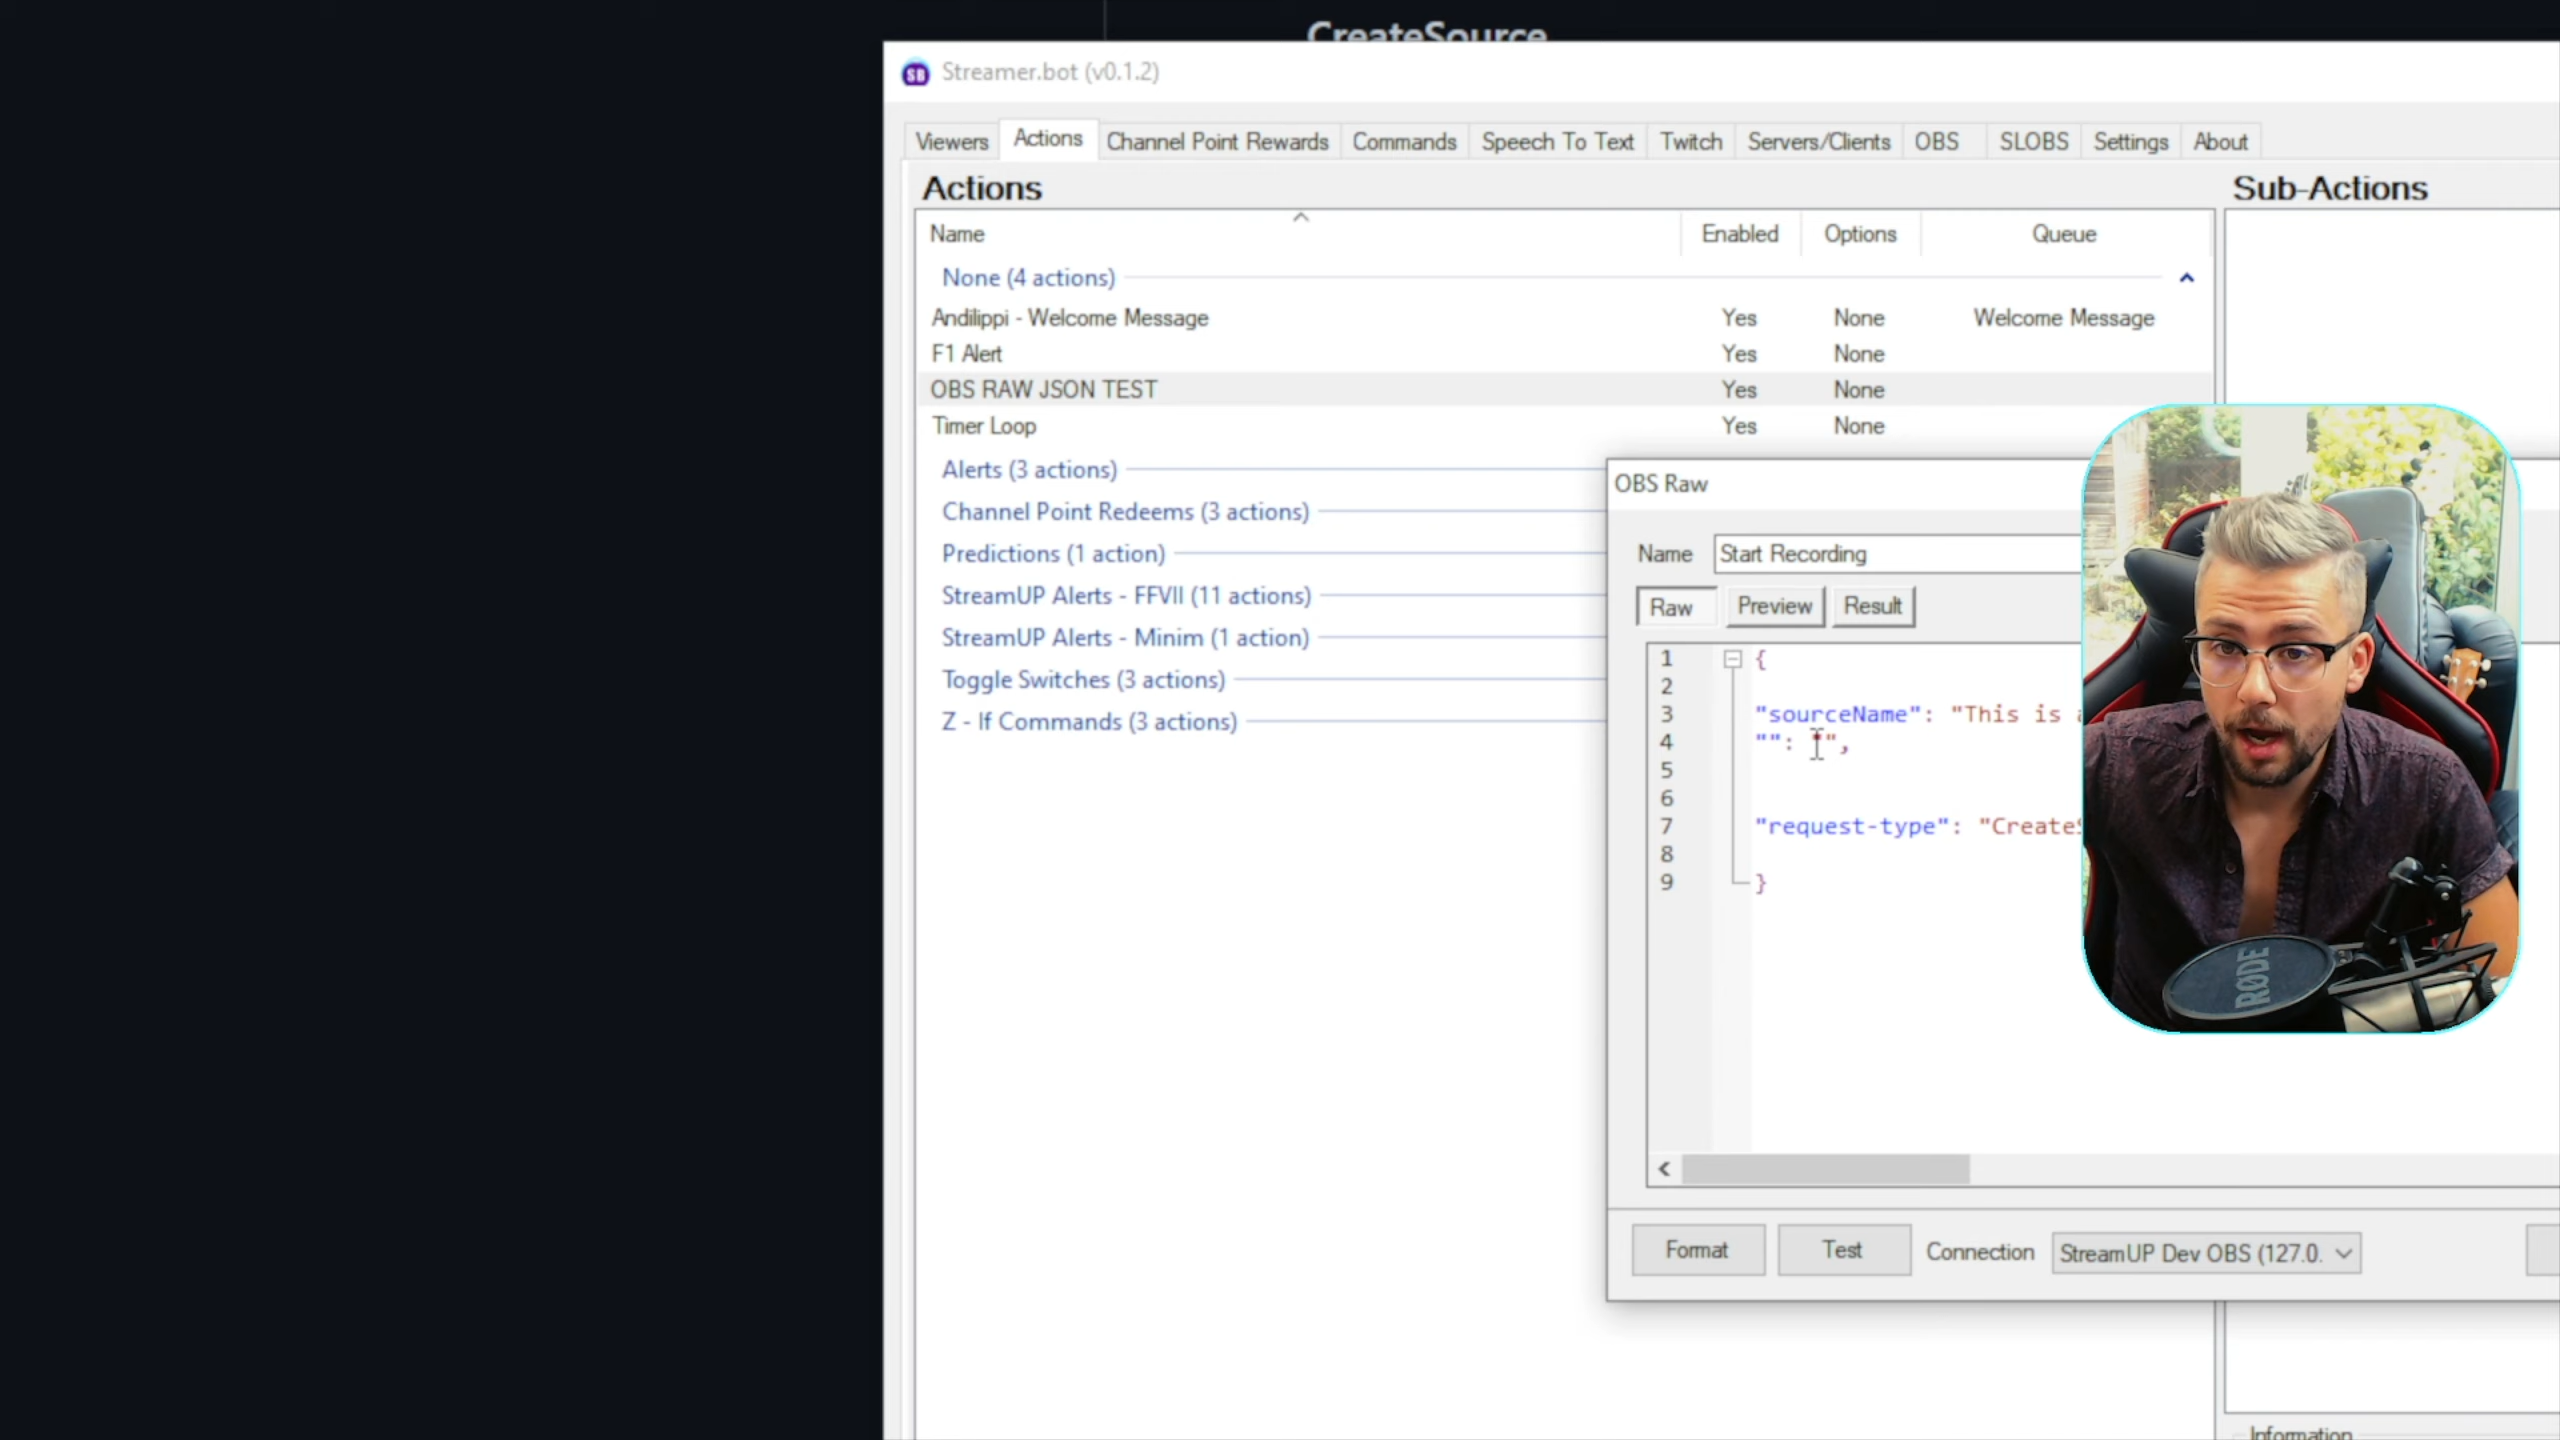 CreateSource
SB Streamer.bot (v0.1.2)
Viewers Actions Channel Point Rewards Commands Speech To Text Twitch Servers/Clients OBS SLOBS Settings About
Actions
Sub-Actions
Name Enabled Options Queue
None (4 actions)
Andilippi - Welcome Message Yes None Welcome Message
F1 Alert Yes None
OBS RAW JSON TEST Yes None
Timer Loop Yes None
Alerts (3 actions)
Channel Point Redeems (3 actions)
Predictions (1 action)
StreamUP Alerts - FFVII (11 actions)
StreamUP Alerts - Minim (1 action)
Toggle Switches (3 actions)
Z - If Commands (3 actions)
OBS Raw
Name Start Recording
Raw Preview Result
1 {
2
3 "sourceName": "This is
4 "": "",
5
6
7 "request-type": "Create
8
9 }
RØDE
Format Test Connection StreamUP Dev OBS (127.0.
Information